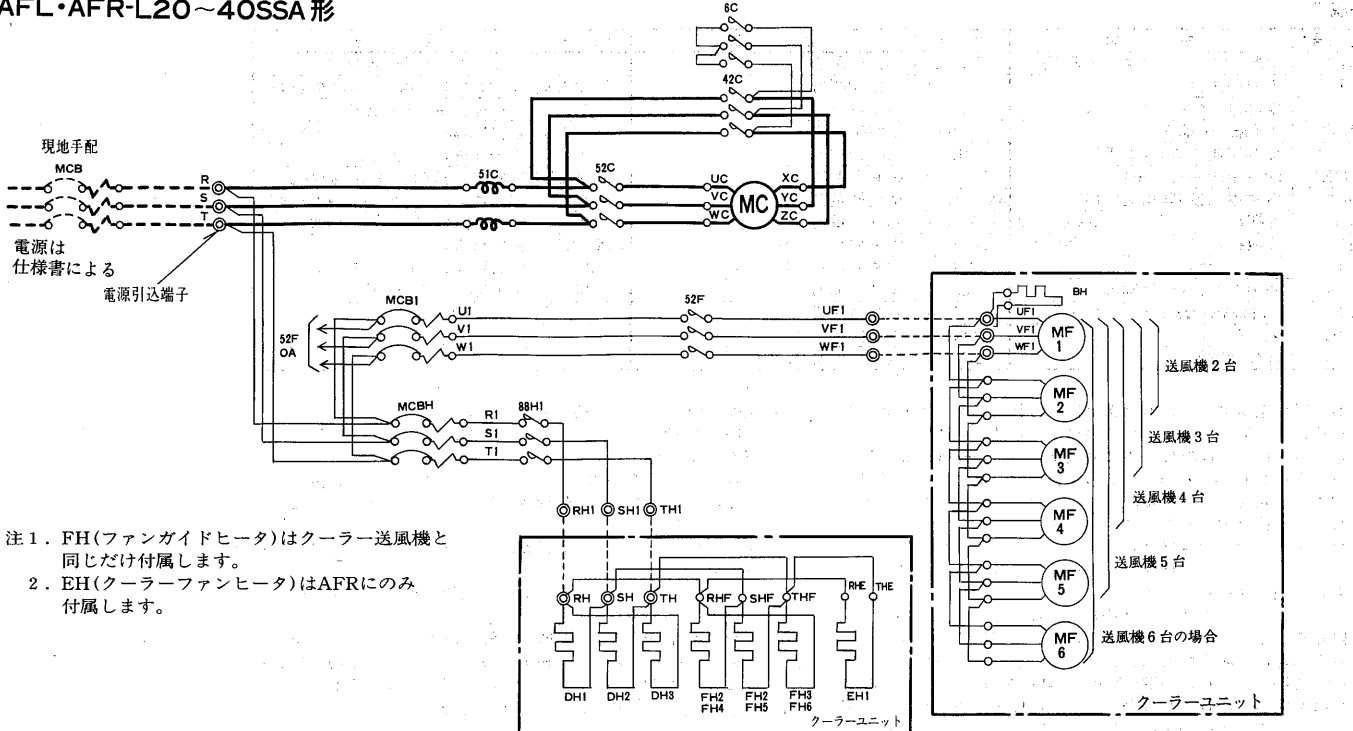 AFL・AFR-L20～40SSA形
6C
42C
現地手配
MCB
R
S
T
51C
52C
UC
VC
WC
MC
XC
YC
ZC
電源は
仕様書による
電源引込端子
52F
OA
MCB1
U1
V1
W1
52F
UF1
VF1
WF1
BH
UF1
VF1
WF1
MF
1
MF
2
MF
3
MF
4
MF
5
MF
6
送風機2台
送風機3台
送風機4台
送風機5台
送風機6台の場合
クーラーユニット
MCBH
R1
S1
T1
88H1
RH1
SH1
TH1
注1．FH(ファンガイドヒータ)はクーラー送風機と
同じだけ付属します。
2．EH(クーラーファンヒータ)はAFRにのみ
付属します。
RH
SH
TH
RHF
SHF
THF
RHE
THE
DH1
DH2
DH3
FH2
FH4
FH2
FH5
FH3
FH6
EH1
クーラーユニット